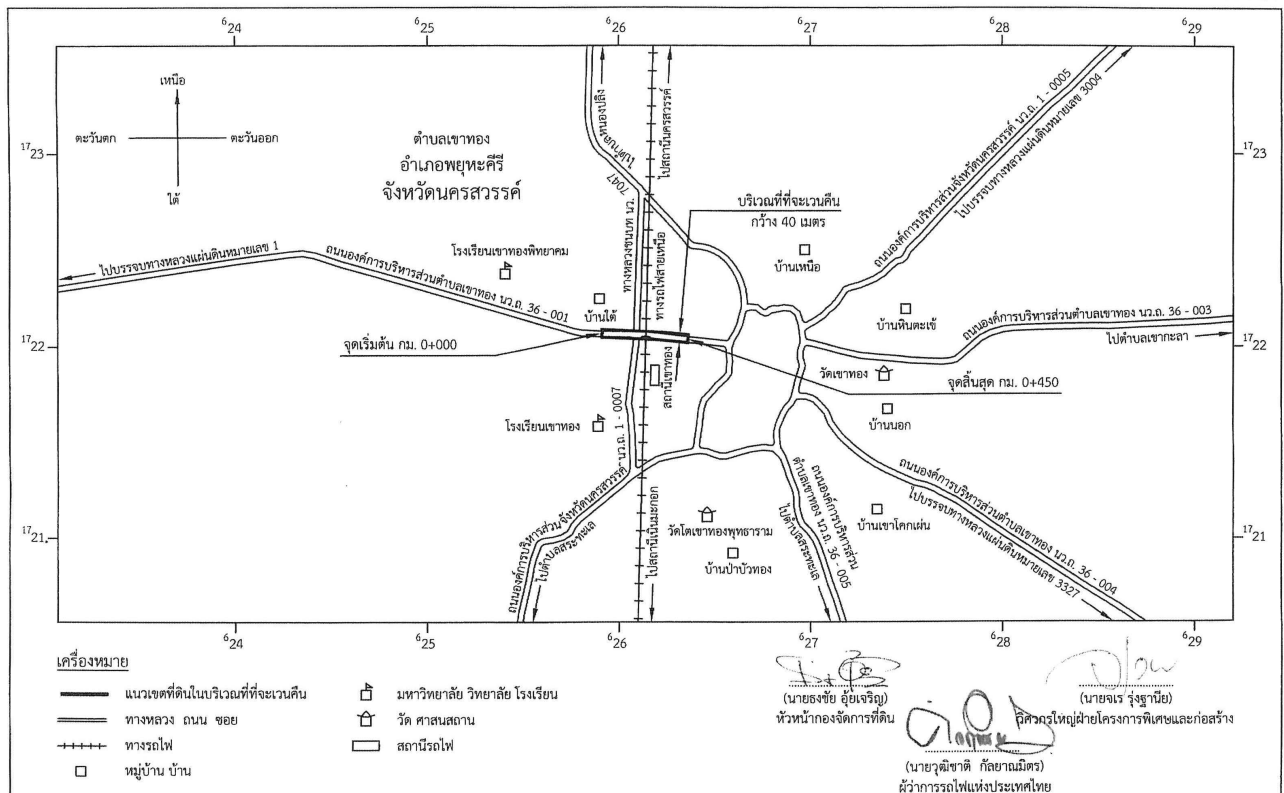 ⁶24 ⁶25 ⁶26 ⁶27 ⁶28 ⁶29
เหนือ
ตะวันตก
ตะวันออก
ใต้
ตำบลเขาทอง
อำเภอพยุหะคีรี
จังหวัดนครสวรรค์
¹⁷23
¹⁷23
ไปตำบลหนองปลิง
ไปสถานีนครสวรรค์
ถนนองค์การบริหารส่วนจังหวัดนครสวรรค์ นว.ถ. 1 - 0005
ไปบรรจบทางหลวงแผ่นดินหมายเลข 3004
บริเวณที่ที่จะเวนคืน
กว้าง 40 เมตร
ทางหลวงชนบท นว. 7047
ทางรถไฟสายเหนือ
บ้านเหนือ
โรงเรียนเขาทองพิทยาคม
ไปบรรจบทางหลวงแผ่นดินหมายเลข 1
ถนนองค์การบริหารส่วนตำบลเขาทอง นว.ถ. 36 - 001
บ้านใต้
บ้านหินตะเข้
ถนนองค์การบริหารส่วนตำบลเขาทอง นว.ถ. 36 - 003
ไปตำบลเขากะลา
¹⁷22
¹⁷22
จุดเริ่มต้น กม. 0+000
สถานีเขาทอง
วัดเขาทอง
จุดสิ้นสุด กม. 0+450
บ้านนอก
โรงเรียนเขาทอง
ถนนองค์การบริหารส่วนจังหวัดนครสวรรค์ นว.ถ. 1 - 0007
ไปตำบลสระทะเล
ไปสถานีเนินมะกอก
วัดโตเขาทองพุทธาราม
บ้านป่าบัวทอง
ถนนองค์การบริหารส่วน
ตำบลเขาทอง นว.ถ. 36 - 005
ไปตำบลสระทะเล
บ้านเขาโคกเผ่น
ถนนองค์การบริหารส่วนตำบลเขาทอง นว.ถ. 36 - 004
ไปบรรจบทางหลวงแผ่นดินหมายเลข 3327
¹⁷21
¹⁷21
⁶24 ⁶25 ⁶26 ⁶27 ⁶28 ⁶29
เครื่องหมาย
แนวเขตที่ดินในบริเวณที่ที่จะเวนคืน
ทางหลวง ถนน ซอย
ทางรถไฟ
หมู่บ้าน บ้าน
มหาวิทยาลัย วิทยาลัย โรงเรียน
วัด ศาสนสถาน
สถานีรถไฟ
(นายธงชัย อุ้ยเจริญ)
หัวหน้ากองจัดการที่ดิน
(นายจเร รุ่งฐานีย)
วิศวกรใหญ่ฝ่ายโครงการพิเศษและก่อสร้าง
(นายวุฒิชาติ กัลยาณมิตร)
ผู้ว่าการรถไฟแห่งประเทศไทย